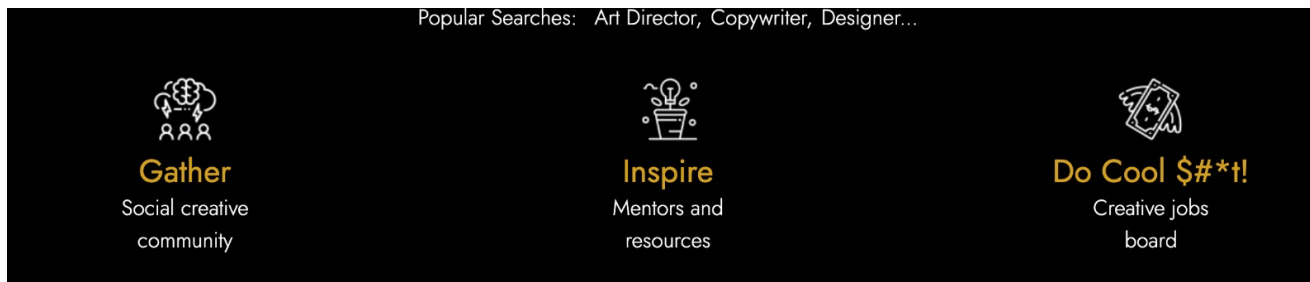 Popular Searches: Art Director, Copywriter, Designer...
Gather
Social creative
community
Inspire
Mentors and
resources
Do Cool $#*t!
Creative jobs
board